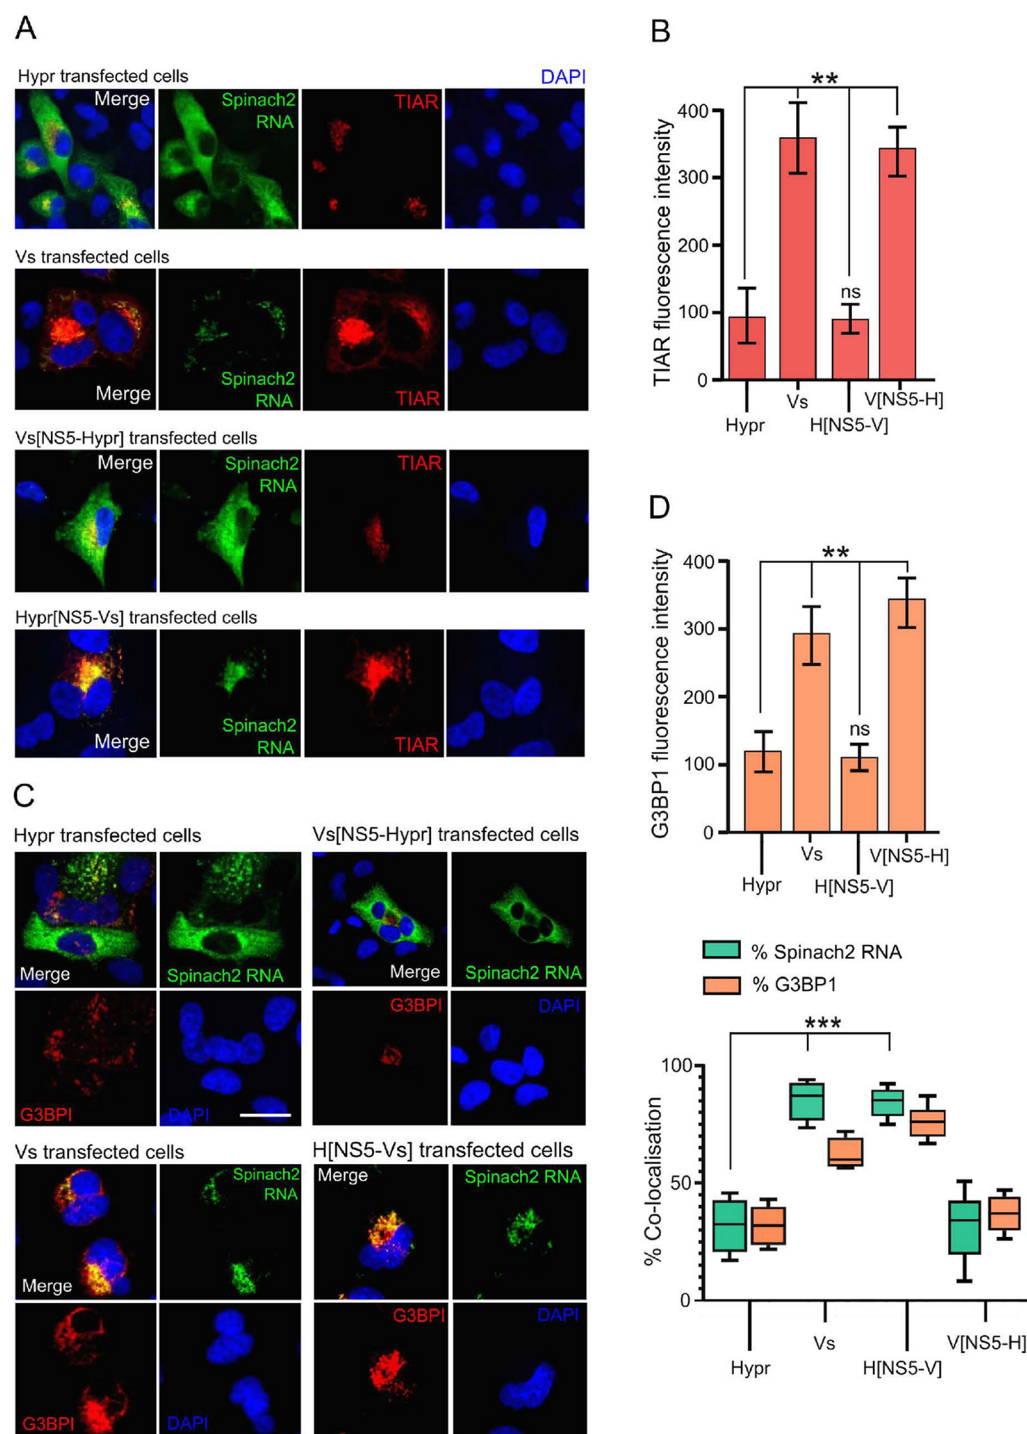 A
Hypr transfected cells
DAPI
Merge
Spinach2
RNA
TIAR
Vs transfected cells
Merge
Spinach2
RNA
TIAR
Vs[NS5-Hypr] transfected cells
Merge
Spinach2
RNA
TIAR
Hypr[NS5-Vs] transfected cells
Merge
Spinach2
RNA
TIAR
B
**
TIAR fluorescence intensity
400
300
200
100
0
ns
Hypr
Vs
H[NS5-V]
V[NS5-H]
C
Hypr transfected cells
Merge
Spinach2 RNA
G3BPI
DAPI
Vs[NS5-Hypr] transfected cells
Merge
Spinach2 RNA
G3BPI
DAPI
Vs transfected cells
Merge
Spinach2
RNA
G3BPI
DAPI
H[NS5-Vs] transfected cells
Merge
Spinach2 RNA
G3BPI
DAPI
D
**
G3BP1 fluorescence intensity
400
300
200
100
0
ns
Hypr
Vs
H[NS5-V]
V[NS5-H]
% Spinach2 RNA
% G3BP1
***
% Co-localisation
100
50
0
Hypr
Vs
H[NS5-V]
V[NS5-H]